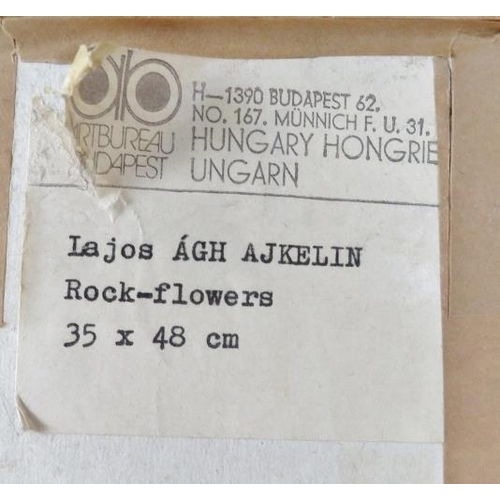 H-1390 BUDAPEST 62.
NO. 167. MÜNNICH F. U. 31.
ARTBUREAU HUNGARY HONGRIE
BUDAPEST UNGARN
Lajos ÁGH AJKELIN
Rock-flowers
35 x 48 cm